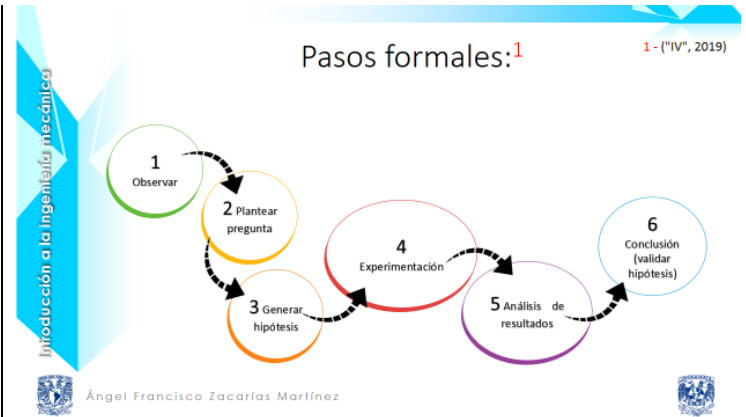 Pasos formales:1
1 - ("IV", 2019)
Introducción a la ingeniería mecánica
1
Observar
2 Plantear
pregunta
3 Generar
hipótesis
4
Experimentación
5 Análisis de
resultados
6
Conclusión
(validar
hipótesis)
Ángel Francisco Zacarías Martínez